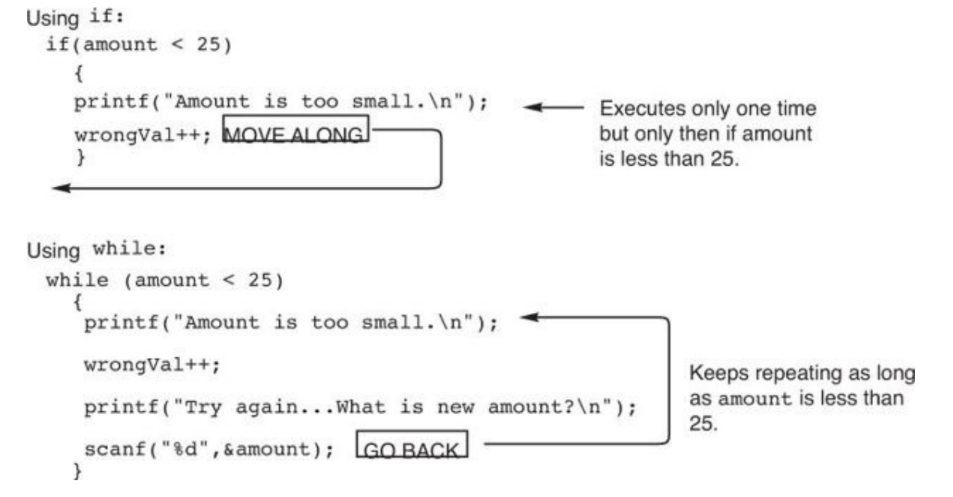 Using if:
if(amount < 25)
{
printf("Amount is too small.\n");
wrongVal++; MOVE ALONG
}
Executes only one time
but only then if amount
is less than 25.
Using while:
while (amount < 25)
{
printf("Amount is too small.\n");
wrongVal++;
printf("Try again...What is new amount?\n");
scanf("%d",&amount); GO BACK
}
Keeps repeating as long
as amount is less than
25.